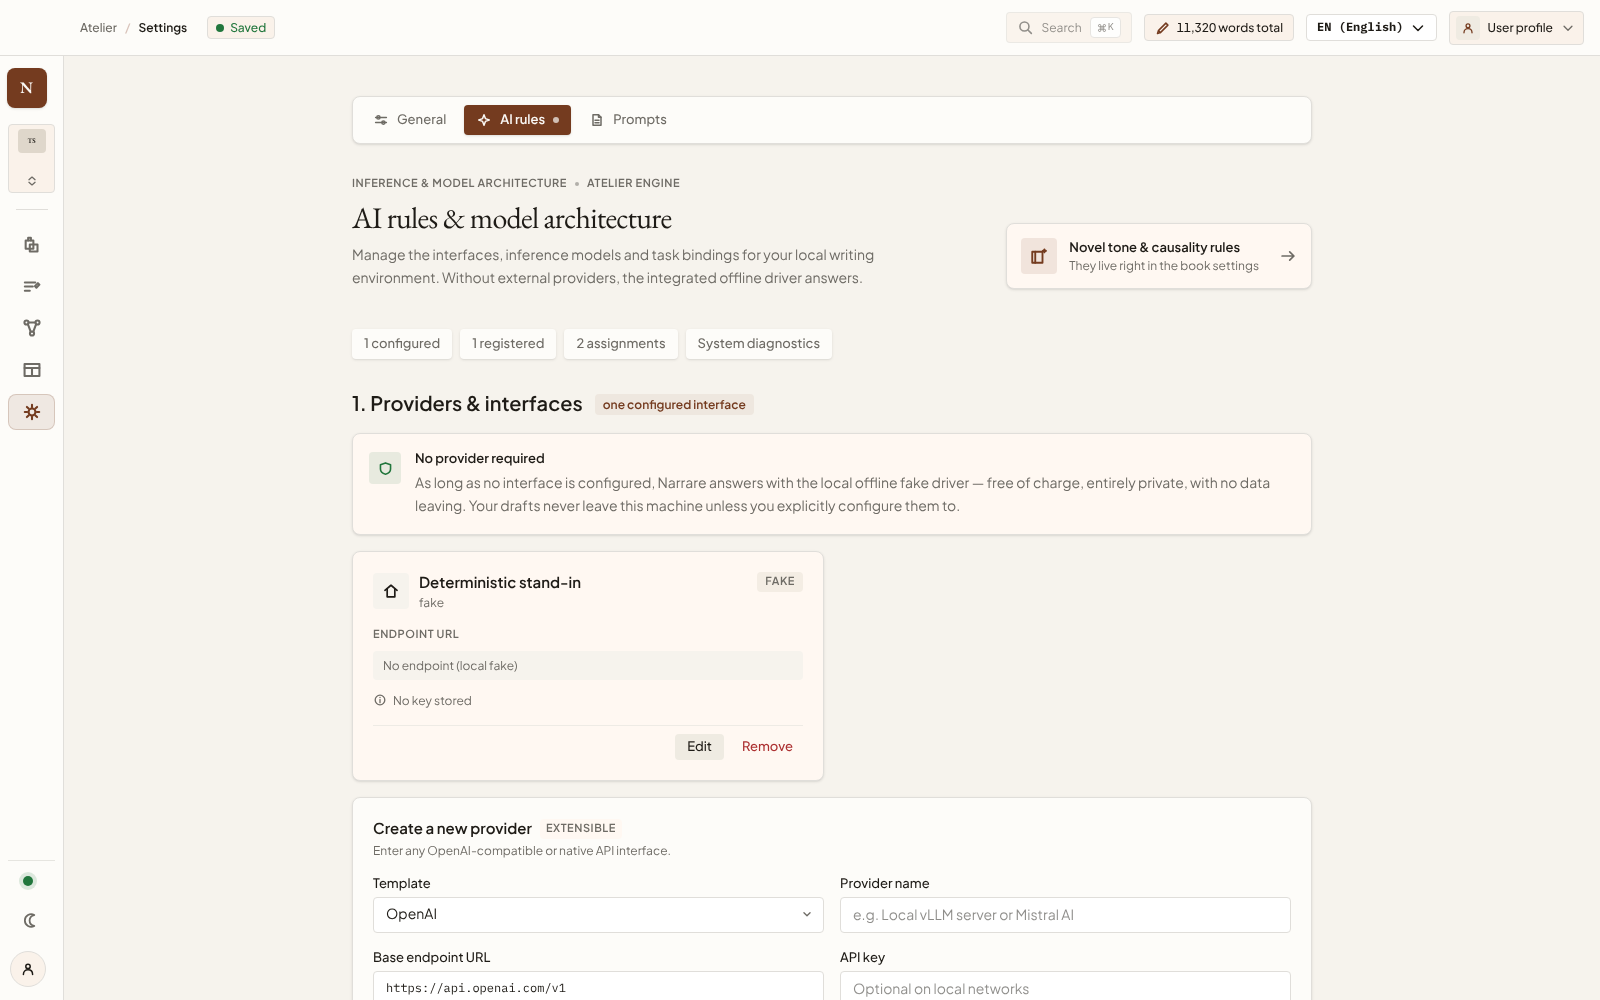 Atelier / Settings
Saved
Search ⌘K
11,320 words total
EN (English)
User profile
N
TS
General
AI rules
Prompts
INFERENCE & MODEL ARCHITECTURE • ATELIER ENGINE
AI rules & model architecture
Manage the interfaces, inference models and task bindings for your local writing
environment. Without external providers, the integrated offline driver answers.
Novel tone & causality rules
They live right in the book settings
1 configured
1 registered
2 assignments
System diagnostics
1. Providers & interfaces
one configured interface
No provider required
As long as no interface is configured, Narrare answers with the local offline fake driver — free of charge, entirely private, with no data
leaving. Your drafts never leave this machine unless you explicitly configure them to.
Deterministic stand-in
FAKE
fake
ENDPOINT URL
No endpoint (local fake)
No key stored
Edit
Remove
Create a new provider
EXTENSIBLE
Enter any OpenAI-compatible or native API interface.
Template
Provider name
OpenAI
e.g. Local vLLM server or Mistral AI
Base endpoint URL
API key
https://api.openai.com/v1
Optional on local networks